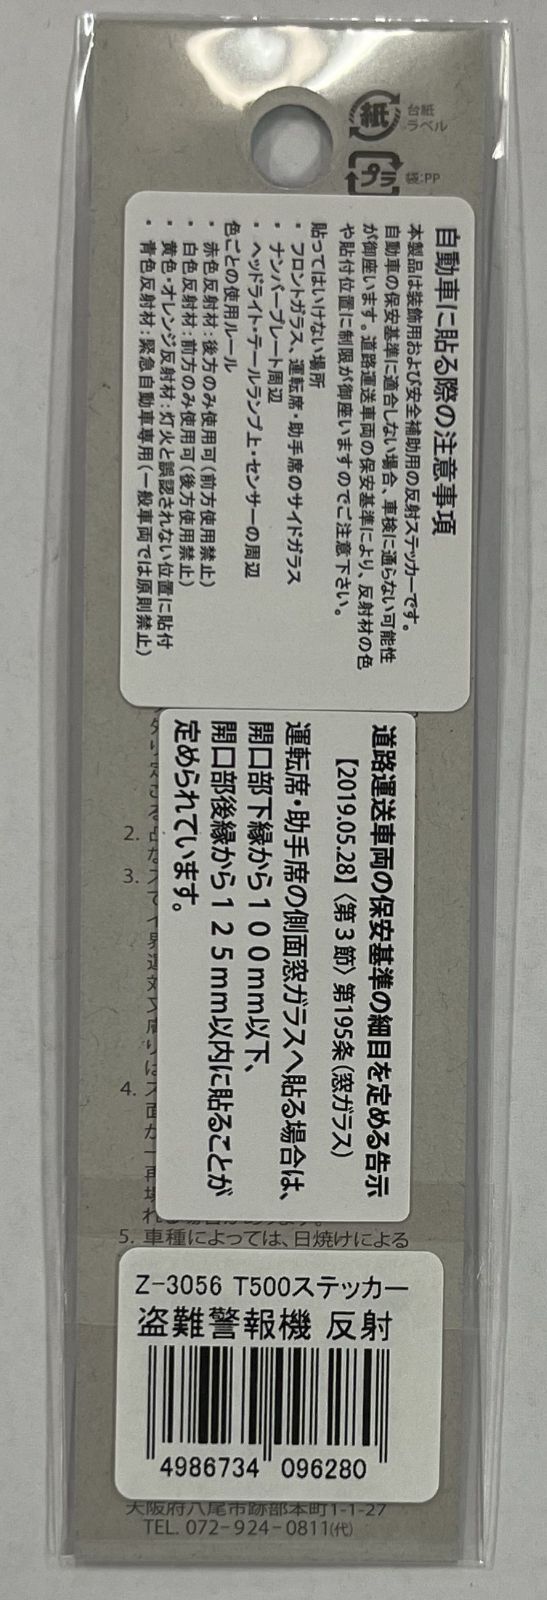 台紙
ラベル
紙
プラ
袋:PP
自動車に貼る際の注意事項
本製品は装飾用および安全補助用の反射ステッカーです。
自動車の保安基準に適合しない場合、車検に通らない可能性
が御座います。道路運送車両の保安基準により、反射材の色
や貼付位置に制限が御座いますのでご注意下さい。
貼ってはいけない場所
・フロントガラス、運転席・助手席のサイドガラス
・ナンバープレート周辺
・ヘッドライト・テールランプ上・センサーの周辺
色ごとの使用ルール
・赤色反射材:後方のみ使用可(前方使用禁止)
・白色反射材:前方のみ使用可(後方使用禁止)
・黄色・オレンジ反射材:灯火と誤認されない位置に貼付
・青色反射材:緊急自動車専用(一般車両では原則禁止)
道路運送車両の保安基準の細目を定める告示
【2019.05.28】〈第3節〉第195条(窓ガラス)
運転席・助手席の側面窓ガラスへ貼る場合は、
開口部下縁から100mm以下、
開口部後縁から125mm以内に貼ることが
定められています。
2.
3.
4.
5. 車種によっては、日焼けによる
Z-3056 T500ステッカー
盗難警報機 反射
4986734 096280
大阪府八尾市跡部本町1-1-27
TEL. 072-924-0811(代)